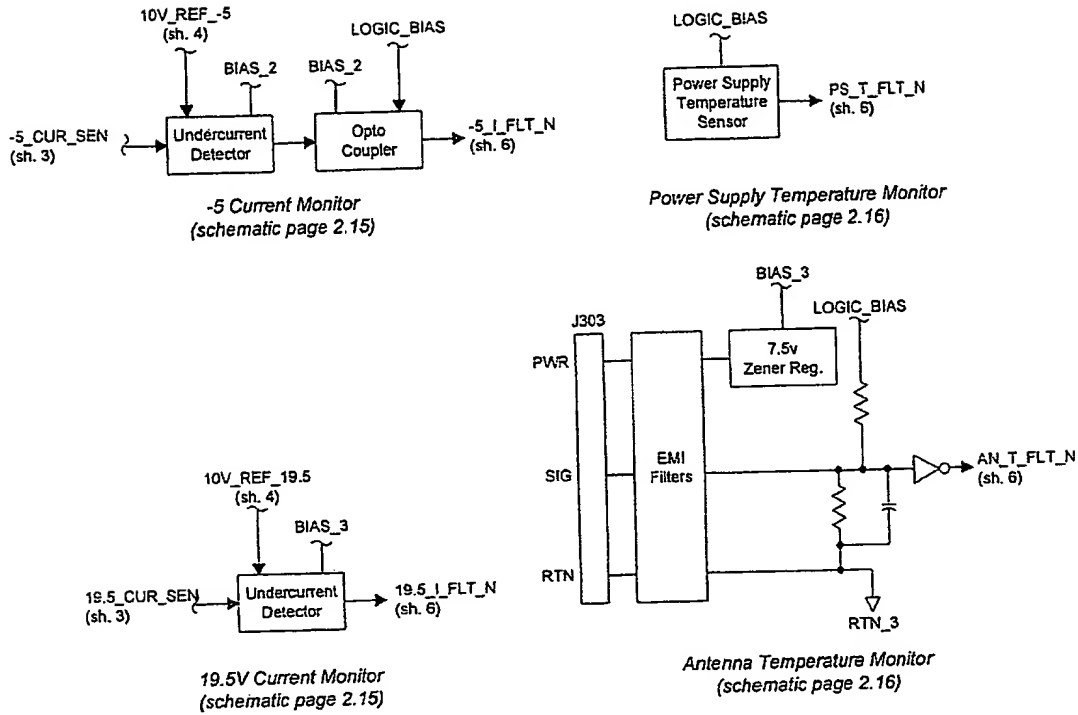 10V_REF_-5
(sh. 4)
BIAS_2
BIAS_2
LOGIC_BIAS
-5_CUR_SEN
(sh. 3)
Undercurrent
Detector
Opto
Coupler
-5_I_FLT_N
(sh. 6)
-5 Current Monitor
(schematic page 2.15)
LOGIC_BIAS
Power Supply
Temperature
Sensor
PS_T_FLT_N
(sh. 6)
Power Supply Temperature Monitor
(schematic page 2.16)
10V_REF_19.5
(sh. 4)
BIAS_3
19.5_CUR_SEN
(sh. 3)
Undercurrent
Detector
19.5_I_FLT_N
(sh. 6)
19.5V Current Monitor
(schematic page 2.15)
BIAS_3
LOGIC_BIAS
J303
PWR
SIG
RTN
EMI
Filters
7.5v
Zener Reg.
AN_T_FLT_N
(sh. 6)
RTN_3
Antenna Temperature Monitor
(schematic page 2.16)